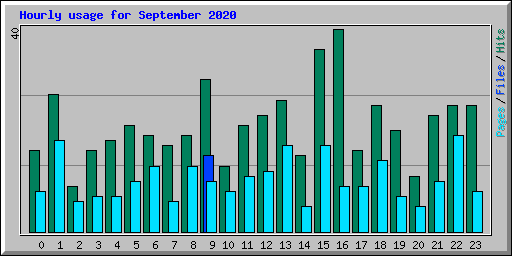 Hourly usage for September 2020
40
Pages/Files/Hits
0 1 2 3 4 5 6 7 8 9 10 11 12 13 14 15 16 17 18 19 20 21 22 23